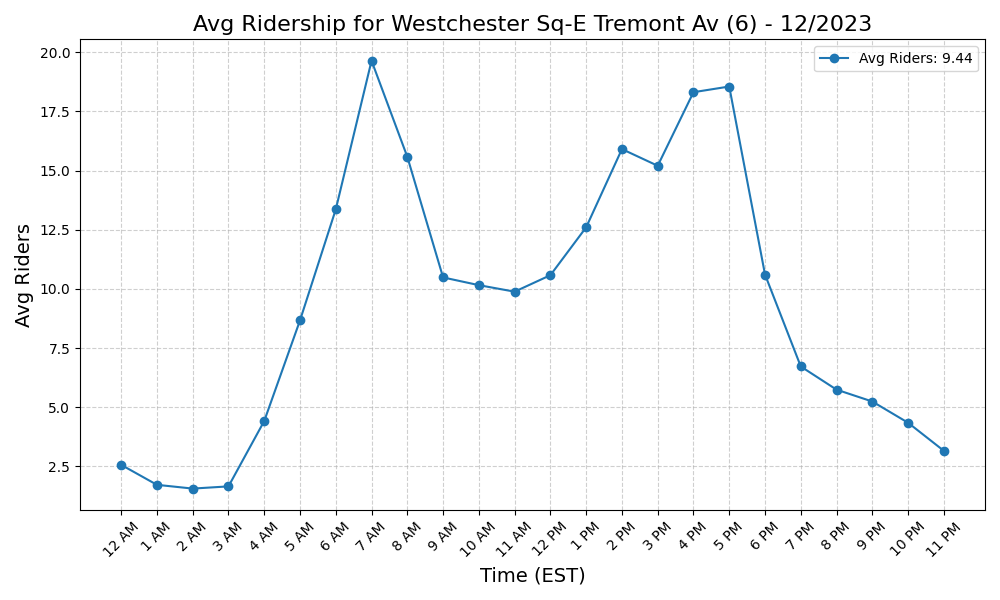 Avg Ridership for Westchester Sq-E Tremont Av (6) - 12/2023
Avg Riders: 9.44
Avg Riders
20.0
17.5
15.0
12.5
10.0
7.5
5.0
2.5
12 AM
1 AM
2 AM
3 AM
4 AM
5 AM
6 AM
7 AM
8 AM
9 AM
10 AM
11 AM
12 PM
1 PM
2 PM
3 PM
4 PM
5 PM
6 PM
7 PM
8 PM
9 PM
10 PM
11 PM
Time (EST)